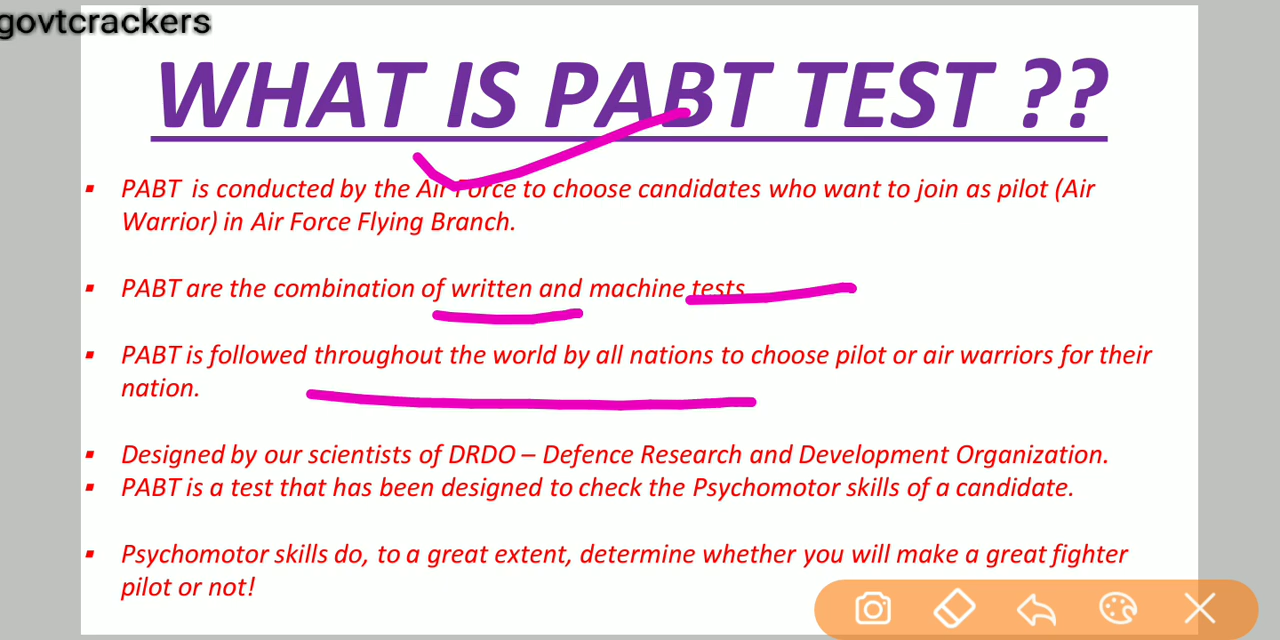 govtcrackers
WHAT IS PABT TEST ??
▪ PABT is conducted by the Air Force to choose candidates who want to join as pilot (Air
Warrior) in Air Force Flying Branch.
▪ PABT are the combination of written and machine tests
▪ PABT is followed throughout the world by all nations to choose pilot or air warriors for their
nation.
▪ Designed by our scientists of DRDO – Defence Research and Development Organization.
▪ PABT is a test that has been designed to check the Psychomotor skills of a candidate.
▪ Psychomotor skills do, to a great extent, determine whether you will make a great fighter
pilot or not!